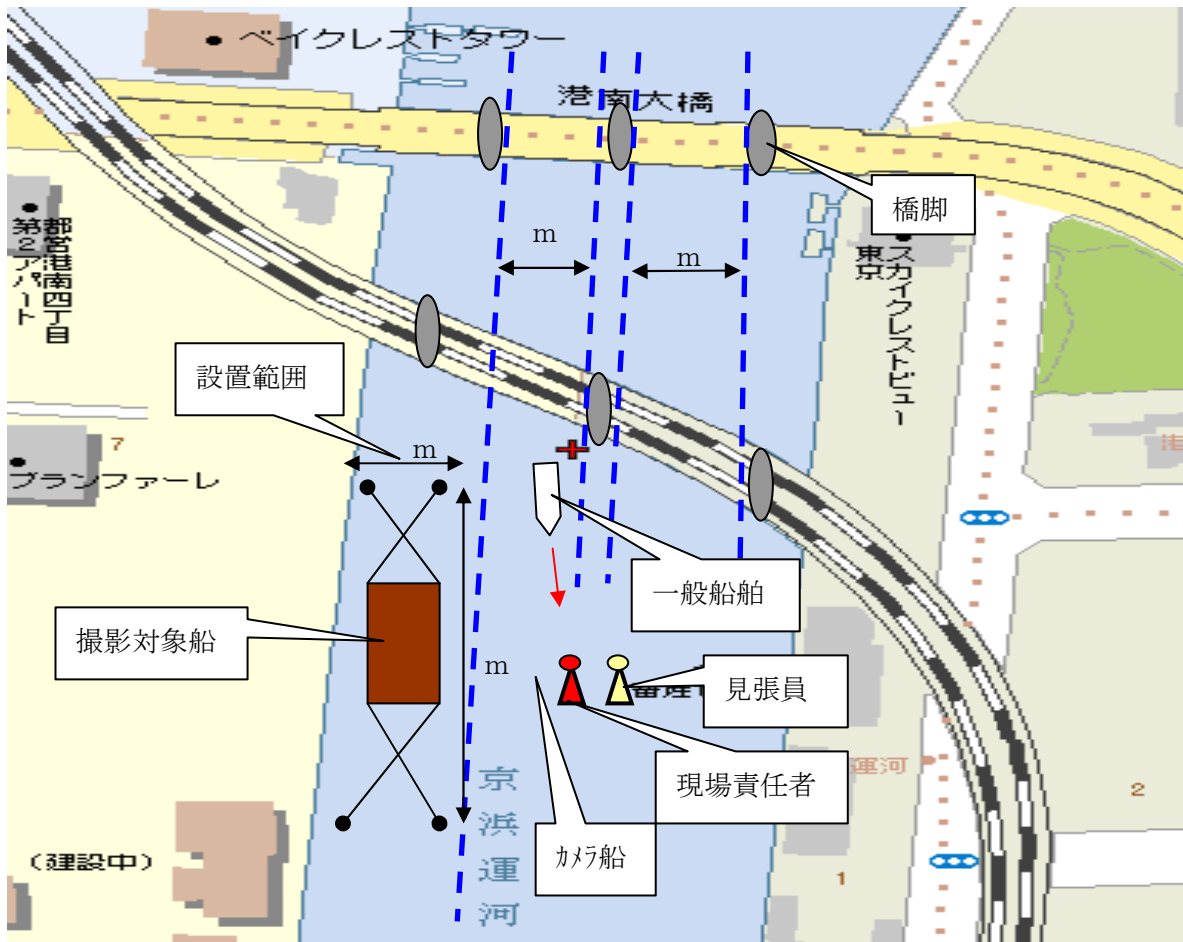 ベイクレストタワー
港南大橋
橋脚
都営港南四丁目
第2アパート
スカイクレストビュー
東京
m
m
設置範囲
m
7
ブランファーレ
港
一般船舶
撮影対象船
m
見張員
現場責任者
運河
2
京浜運河
カメラ船
(建設中)
1